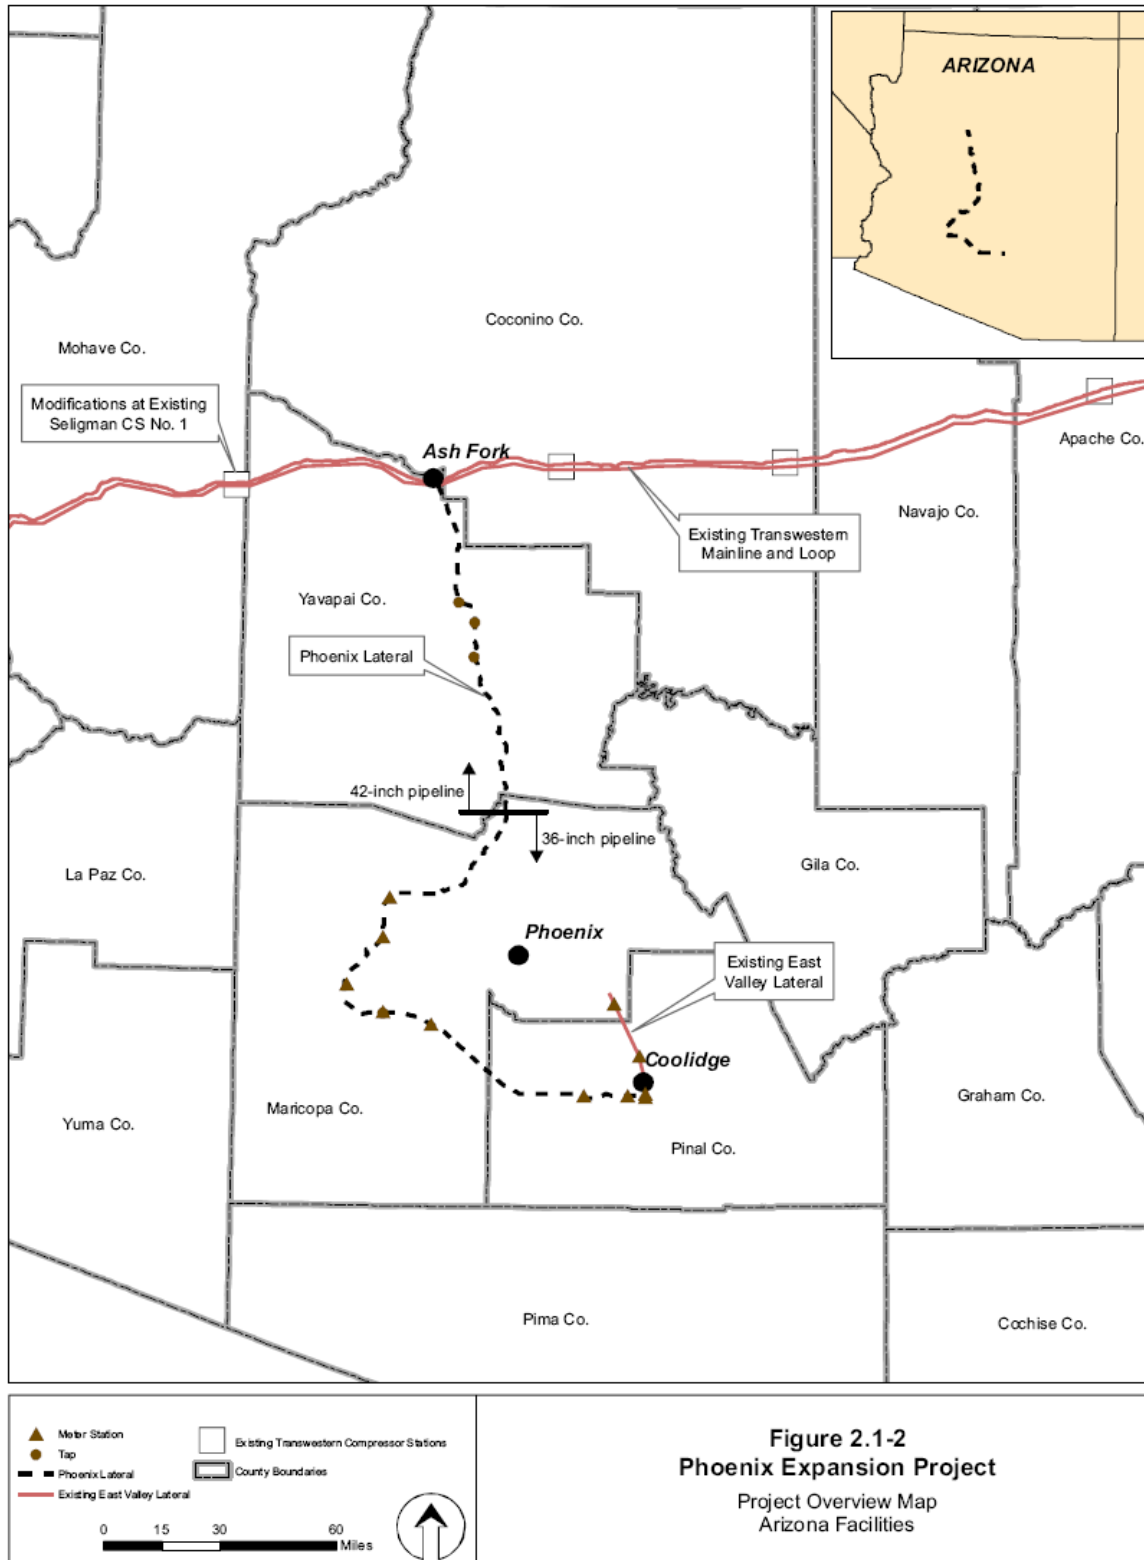 ARIZONA
Coconino Co.
Mohave Co.
Modifications at Existing
Seligman CS No. 1
Ash Fork
Apache Co.
Navajo Co.
Existing Transwestern
Mainline and Loop
Yavapai Co.
Phoenix Lateral
42-inch pipeline
36-inch pipeline
La Paz Co.
Gila Co.
Phoenix
Existing East
Valley Lateral
Coolidge
Maricopa Co.
Graham Co.
Yuma Co.
Pinal Co.
Pima Co.
Cochise Co.
Meter Station
Tap
Phoenix Lateral
Existing East Valley Lateral
Existing Transwestern Compressor Stations
County Boundaries
0 15 30 60
Miles
Figure 2.1-2
Phoenix Expansion Project
Project Overview Map
Arizona Facilities